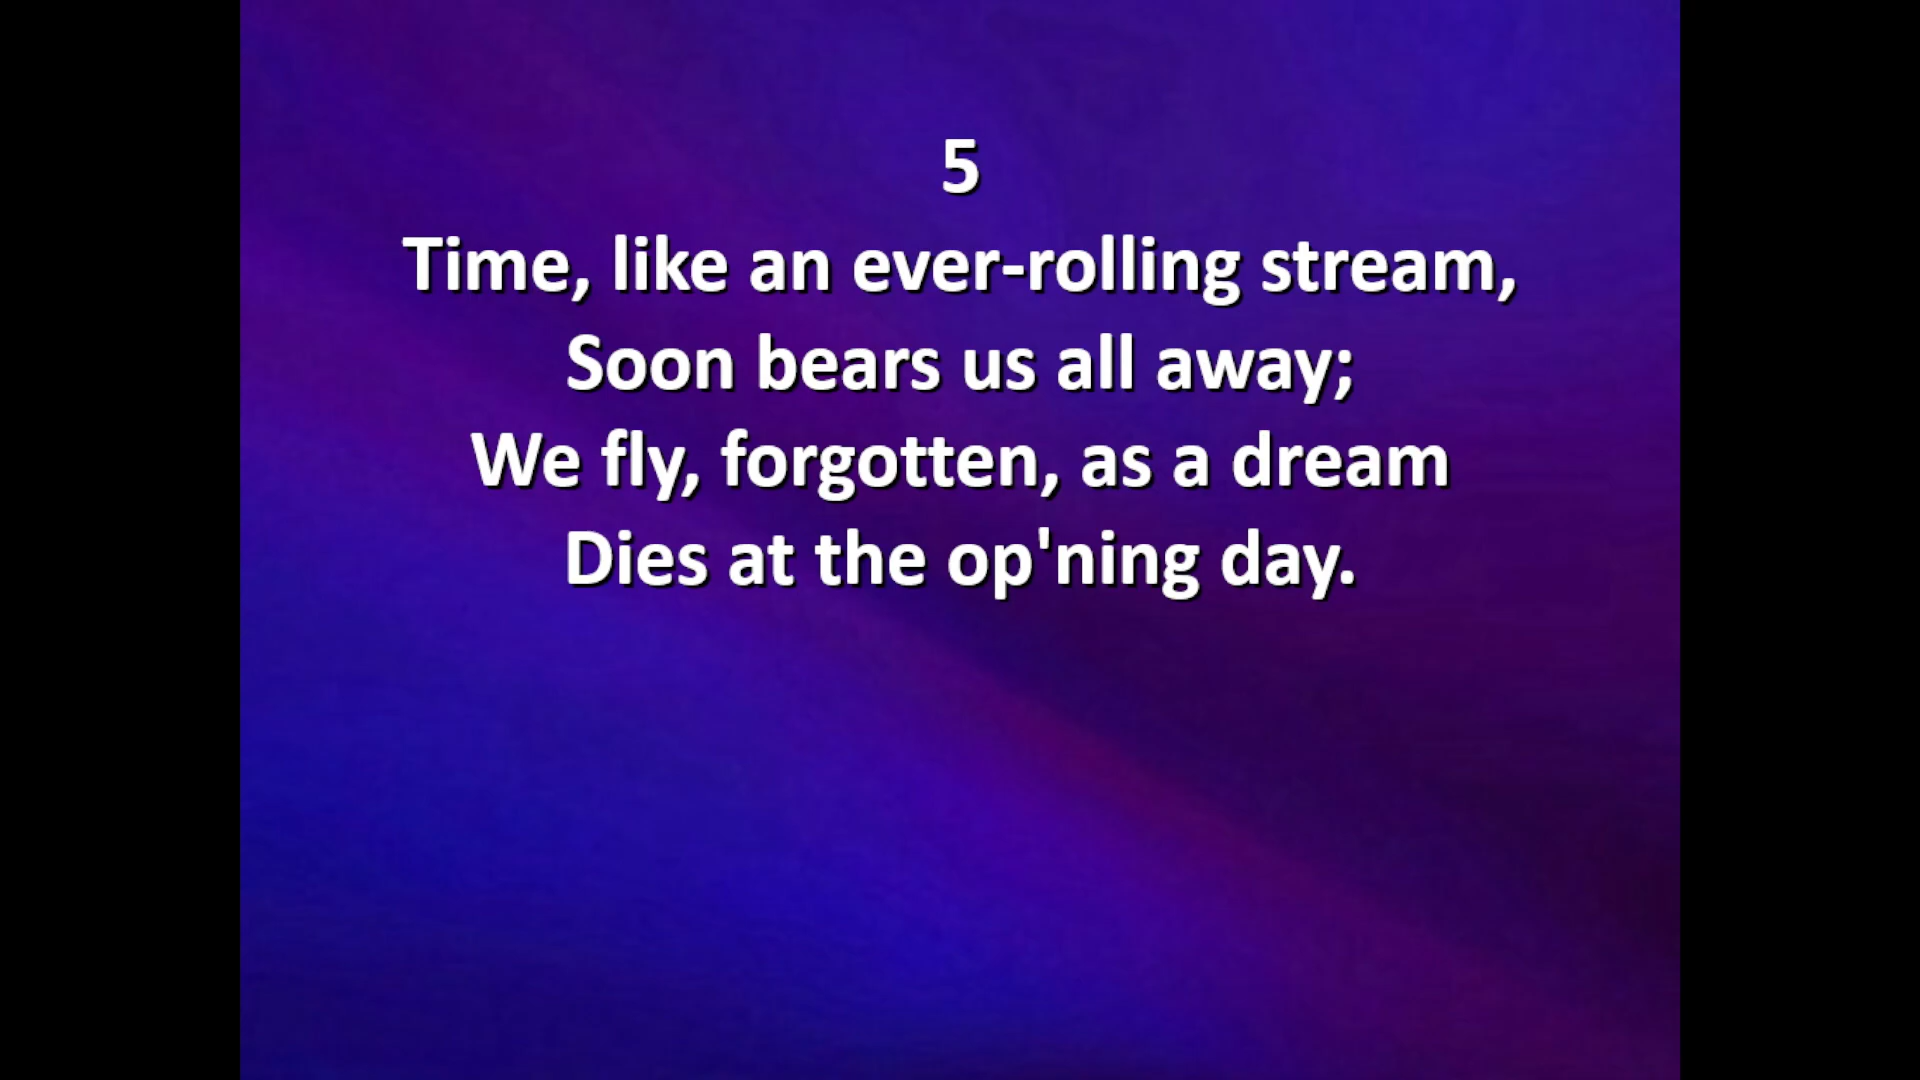 5
Time, like an ever-rolling stream,
Soon bears us all away;
We fly, forgotten, as a dream
Dies at the op'ning day.